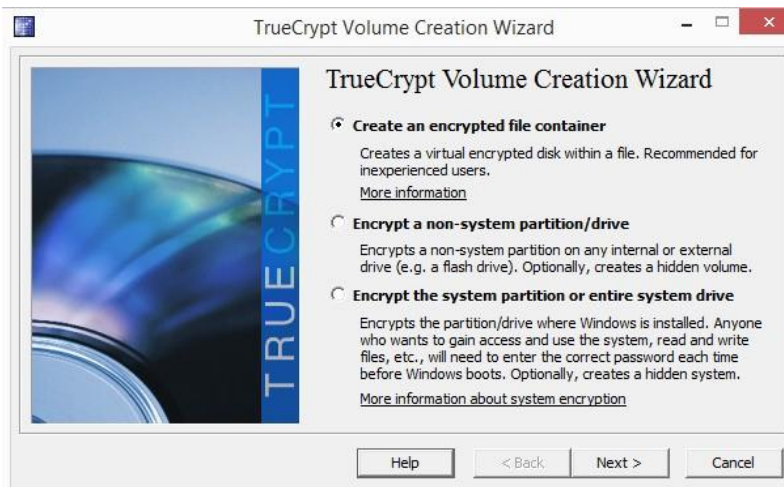 TrueCrypt Volume Creation Wizard
TRUECRYPT
TrueCrypt Volume Creation Wizard
Create an encrypted file container
Creates a virtual encrypted disk within a file. Recommended for
inexperienced users.
More information
Encrypt a non-system partition/drive
Encrypts a non-system partition on any internal or external
drive (e.g. a flash drive). Optionally, creates a hidden volume.
Encrypt the system partition or entire system drive
Encrypts the partition/drive where Windows is installed. Anyone
who wants to gain access and use the system, read and write
files, etc., will need to enter the correct password each time
before Windows boots. Optionally, creates a hidden system.
More information about system encryption
Help
< Back
Next >
Cancel